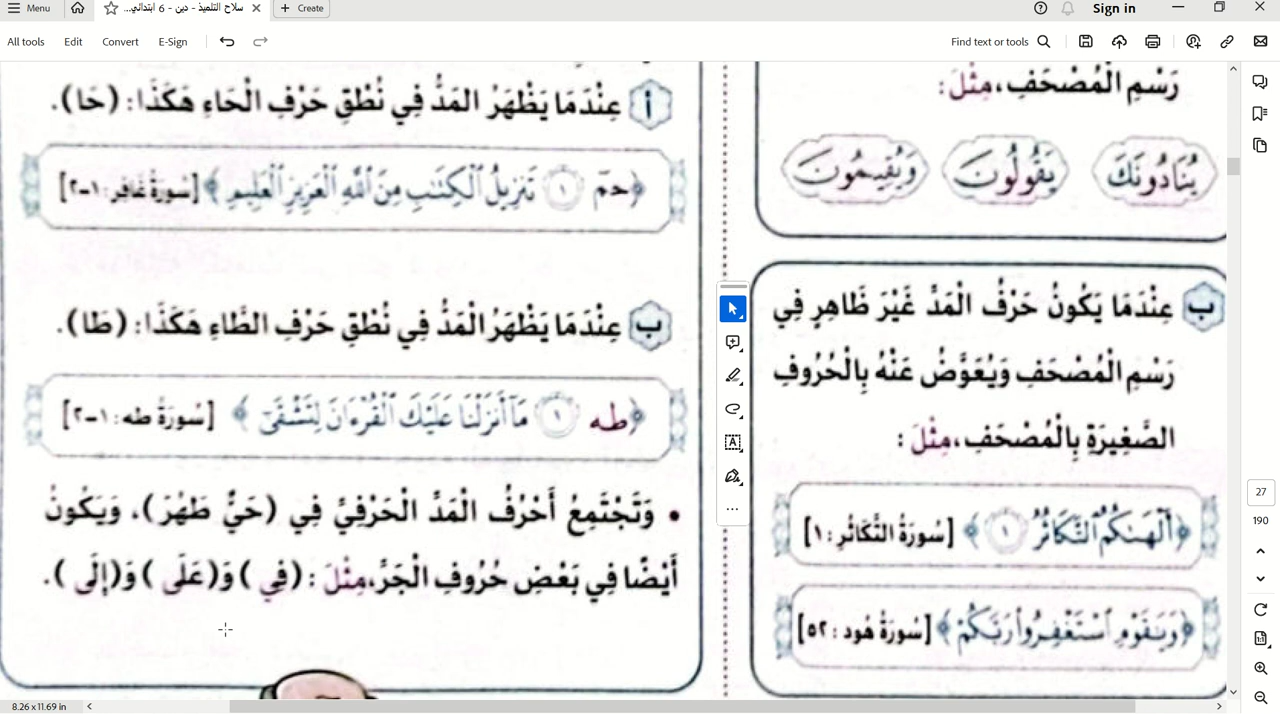 Menu
سلاح التلميذ - دين - 6 ابتدائي...
Create
Sign in
All tools
Edit
Convert
E-Sign
Find text or tools
رَسْمِ الْمُصْحَفِ، مِثْلَ:
يُنَادُونَكَ
يَقُولُونَ
وَيُقِيمُونَ
ب عِنْدَمَا يَكُونُ حَرْفُ الْمَدِّ غَيْرَ ظَاهِرٍ فِي
رَسْمِ الْمُصْحَفِ وَيُعَوَّضُ عَنْهُ بِالْحُرُوفِ
الصَّغِيرَةِ بِالْمُصْحَفِ، مِثْلَ :
﴿أَلْهَىٰكُمُ ٱلتَّكَاثُرُ ١﴾ [سُورَةُ التَّكَاثُرِ: ١]
﴿وَيَـٰقَوْمِ ٱسْتَغْفِرُوا۟ رَبَّكُمْ﴾ [سُورَةُ هُود: ٥٢]
أ عِنْدَمَا يَظْهَرُ المَدُّ فِي نُطْقِ حَرْفِ الْحَاءِ هَكَذَا: (حَا).
﴿حمٓ ١ تَنزِيلُ ٱلْكِتَـٰبِ مِنَ ٱللَّهِ ٱلْعَزِيزِ ٱلْعَلِيمِ﴾ [سُورَةُ غَافِر: ١-٢]
ب عِنْدَمَا يَظْهَرُ الْمَدُّ فِي نُطْقِ حَرْفِ الطَّاءِ هَكَذَا: (طَا).
﴿طه ١ مَآ أَنزَلْنَا عَلَيْكَ ٱلْقُرْءَانَ لِتَشْقَىٰٓ﴾ [سُورَةُ طه: ١-٢]
• وَتَجْتَمِعُ أَحْرُفُ الْمَدِّ الْحَرْفِيِّ فِي (حَيٌّ طَهُرَ)، وَيَكُونُ
أَيْضًا فِي بَعْضِ حُرُوفِ الْجَرِّ، مِثْلَ : (فِي) وَ(عَلَى) وَ(إِلَى).
27
190
8.26 x 11.69 in